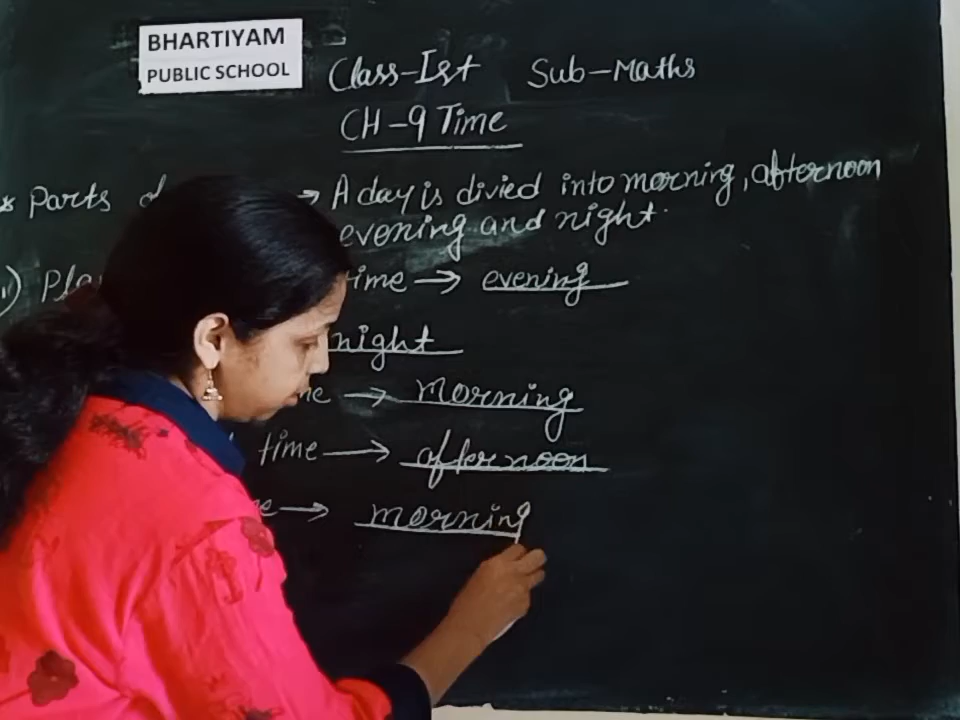 BHARTIYAM
PUBLIC SCHOOL
Class-Ist Sub-Maths
CH-9 Time
* Parts → A day is divied into morning, afternoon
evening and night.
1) time → evening
night
→ morning
time → afternoon
→ morning